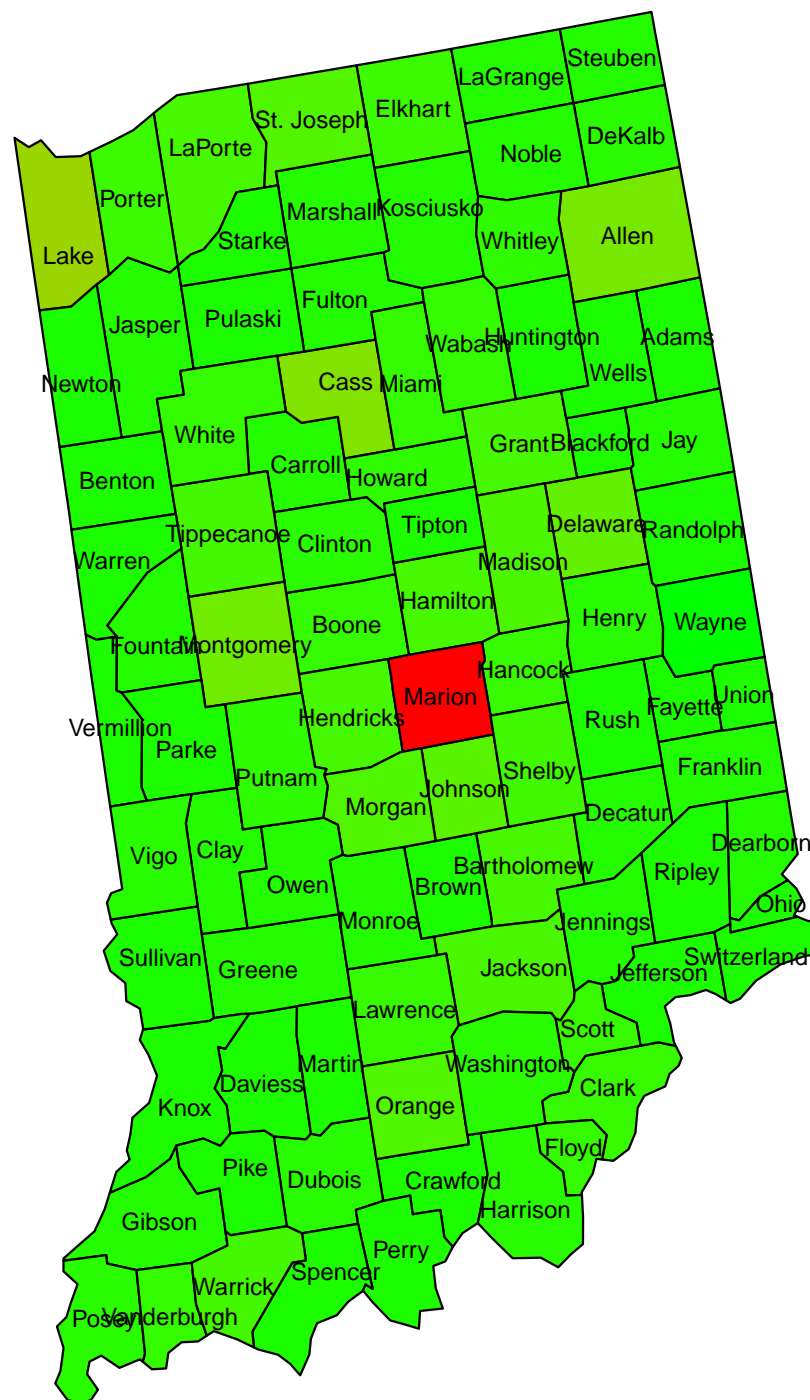 Steuben
LaGrange
Elkhart
St. Joseph
LaPorte
DeKalb
Noble
Porter
Kosciusko
Marshall
Starke
Whitley
Allen
Lake
Fulton
Pulaski
Jasper
Wabash
Huntington
Adams
Wells
Newton
Cass
Miami
White
Grant
Blackford
Jay
Carroll
Howard
Benton
Tipton
Delaware
Randolph
Tippecanoe
Clinton
Warren
Madison
Hamilton
Henry
Wayne
Boone
Fountain
Montgomery
Hancock
Marion
Union
Fayette
Rush
Hendricks
Vermillion
Parke
Putnam
Shelby
Franklin
Johnson
Morgan
Decatur
Dearborn
Clay
Vigo
Bartholomew
Ripley
Owen
Brown
Ohio
Monroe
Jennings
Sullivan
Greene
Jackson
Jefferson
Switzerland
Lawrence
Scott
Martin
Washington
Daviess
Clark
Knox
Orange
Floyd
Pike
Dubois
Crawford
Harrison
Gibson
Perry
Spencer
Warrick
Posey
Vanderburgh